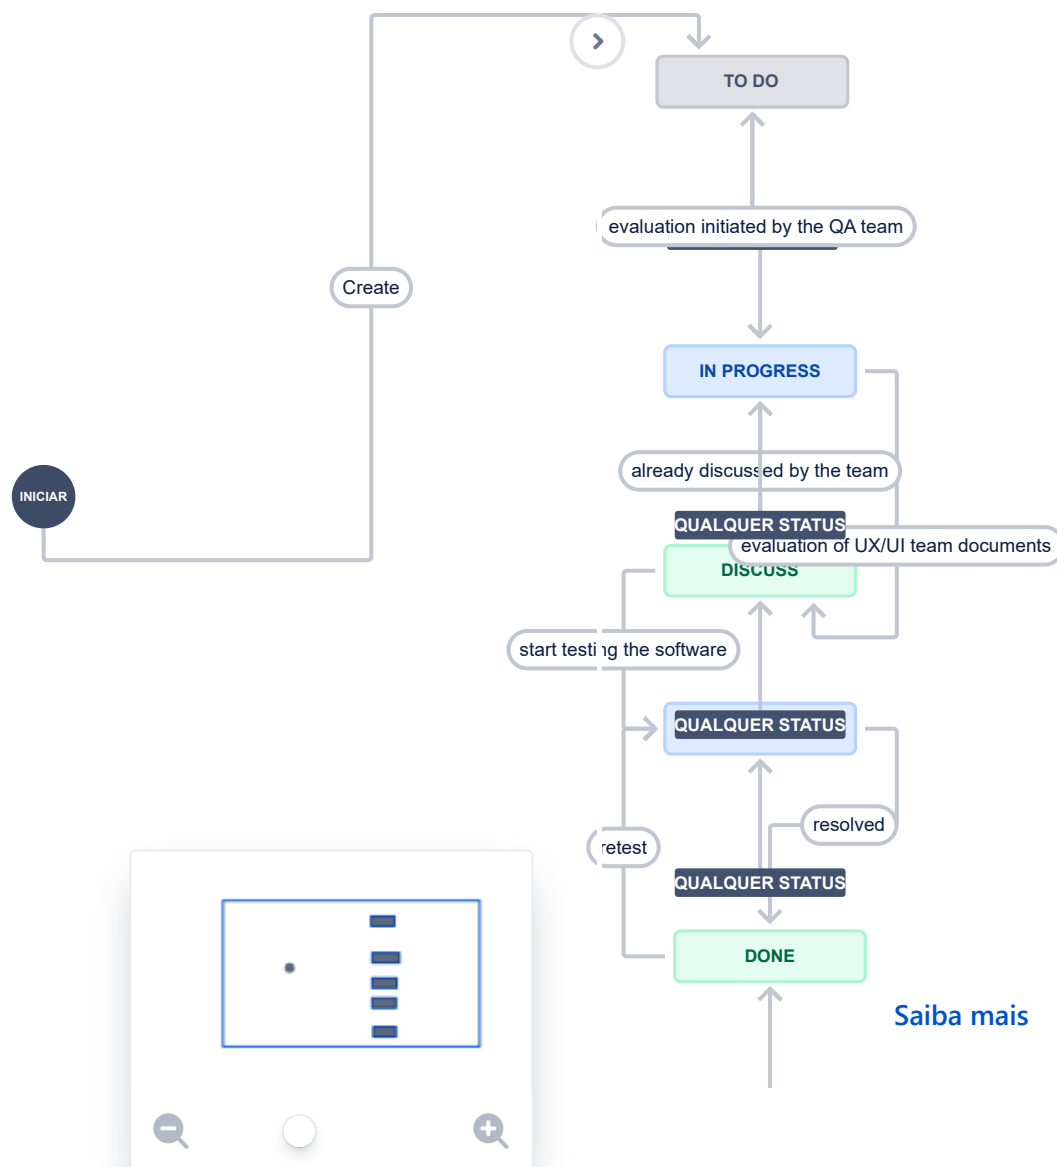 TO DO
evaluation initiated by the QA team
Create
IN PROGRESS
already discussed by the team
INICIAR
QUALQUER STATUS
evaluation of UX/UI team documents
DISCUSS
start testing the software
QUALQUER STATUS
resolved
retest
QUALQUER STATUS
DONE
Saiba mais